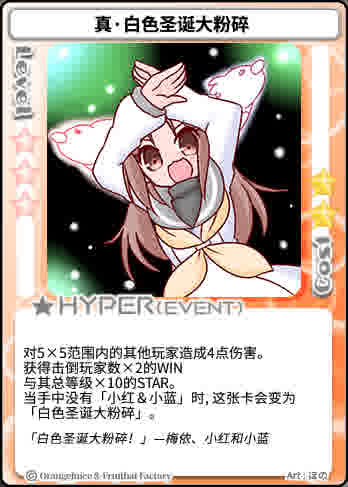 真·白色圣诞大粉碎
Level
Cost
HYPER(EVENT)
对5×5范围内的其他玩家造成4点伤害。
获得击倒玩家数×2的WIN
与其总等级×10的STAR。
当手中没有「小红＆小蓝」时, 这张卡会变为
「白色圣诞大粉碎」。
「白色圣诞大粉碎！」—梅依、小红和小蓝
© OrangeJuice & Fruitbat Factory
Art : ほの